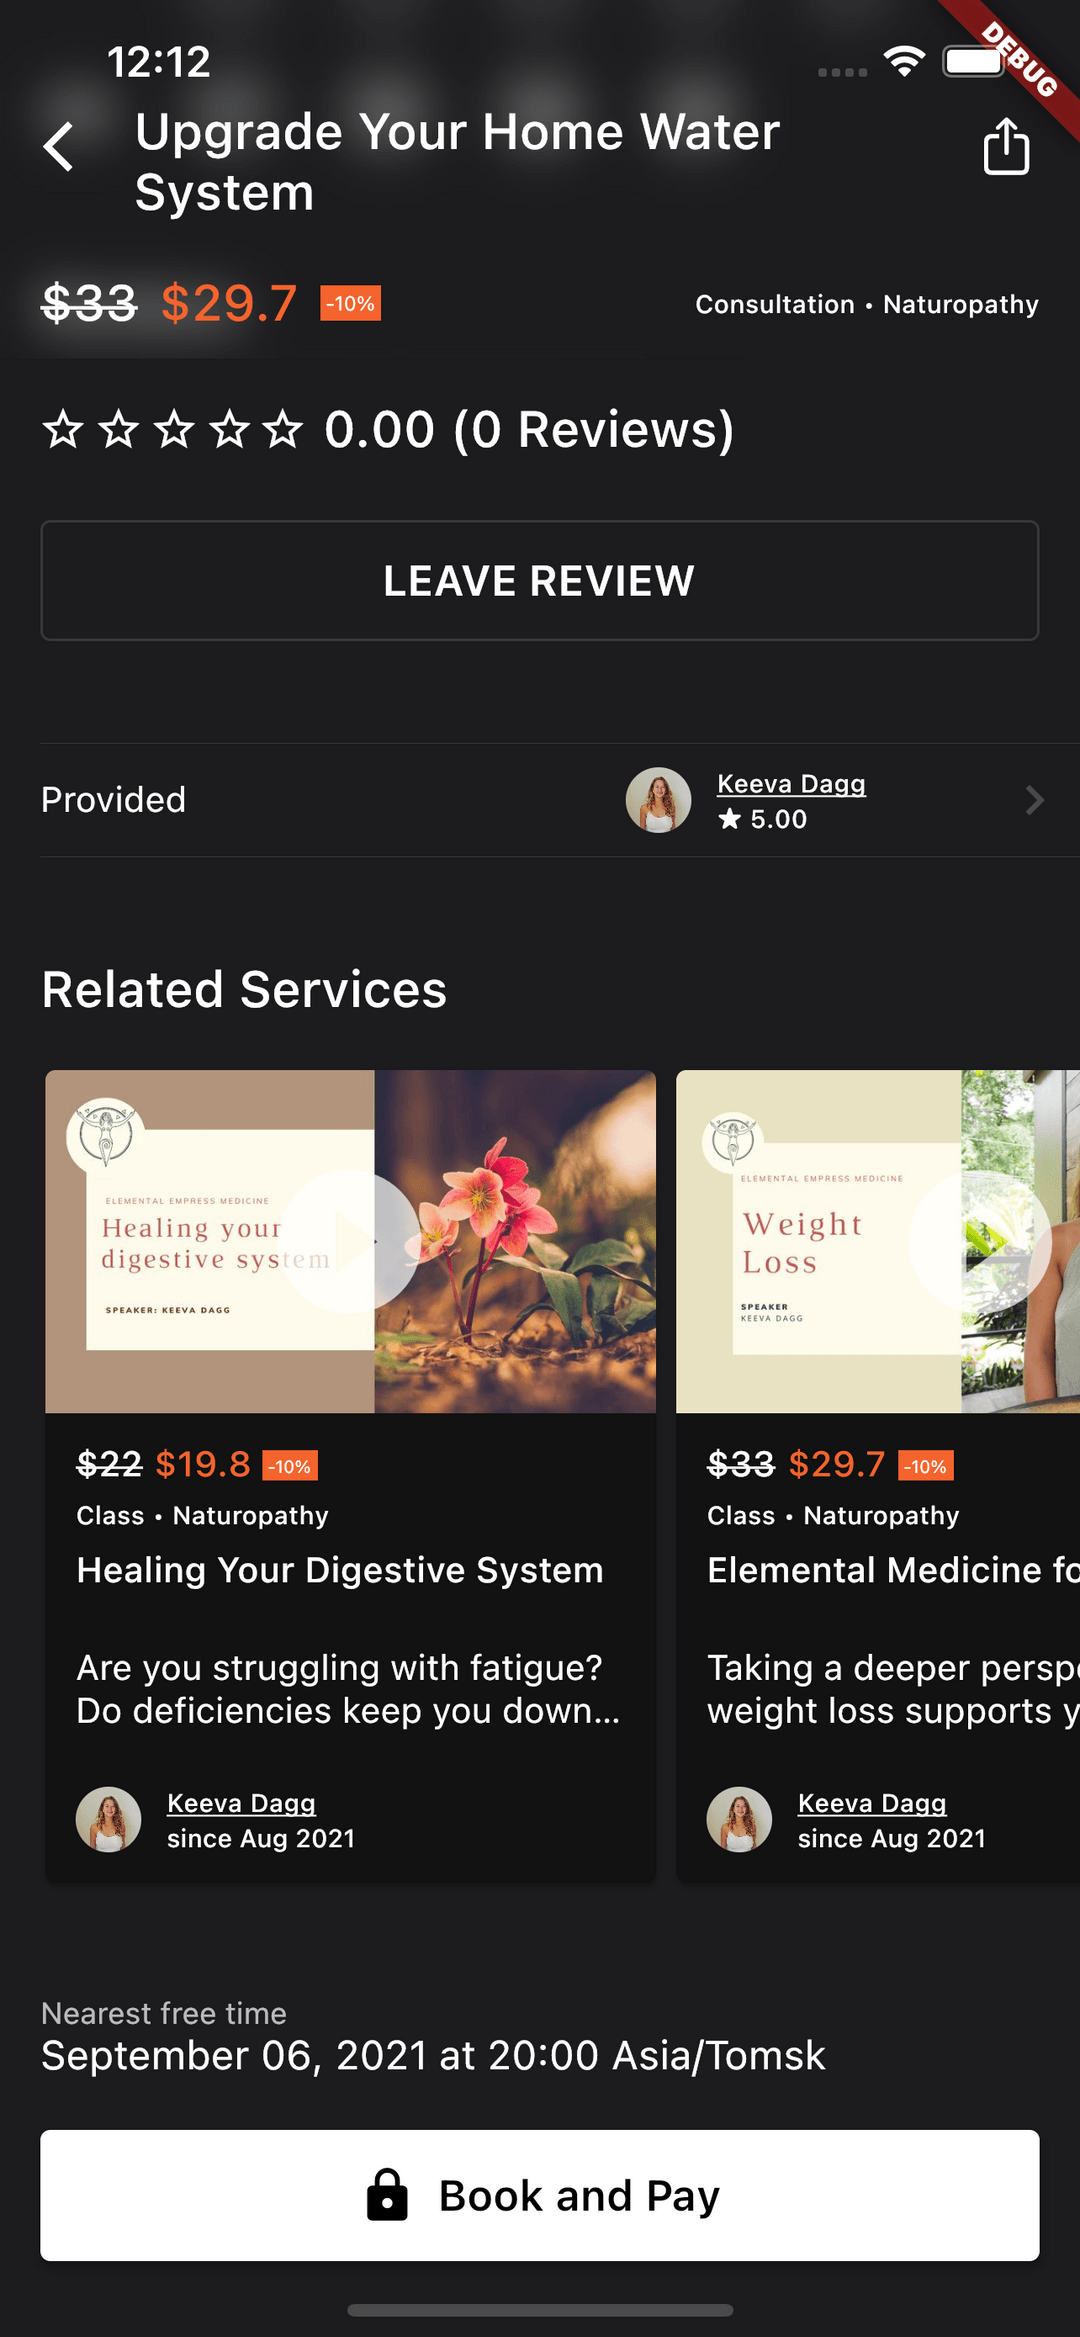 12:12
DEBUG
Upgrade Your Home Water
System
$33 $29.7 -10%
Consultation • Naturopathy
0.00 (0 Reviews)
LEAVE REVIEW
Provided
Keeva Dagg
★ 5.00
Related Services
ELEMENTAL EMPRESS MEDICINE
Healing your
digestive system
SPEAKER: KEEVA DAGG
$22 $19.8 -10%
Class • Naturopathy
Healing Your Digestive System
Are you struggling with fatigue?
Do deficiencies keep you down...
Keeva Dagg
since Aug 2021
ELEMENTAL EMPRESS MEDICINE
Weight
Loss
SPEAKER
KEEVA DAGG
$33 $29.7 -10%
Class • Naturopathy
Elemental Medicine fo
Taking a deeper persp
weight loss supports y
Keeva Dagg
since Aug 2021
Nearest free time
September 06, 2021 at 20:00 Asia/Tomsk
Book and Pay